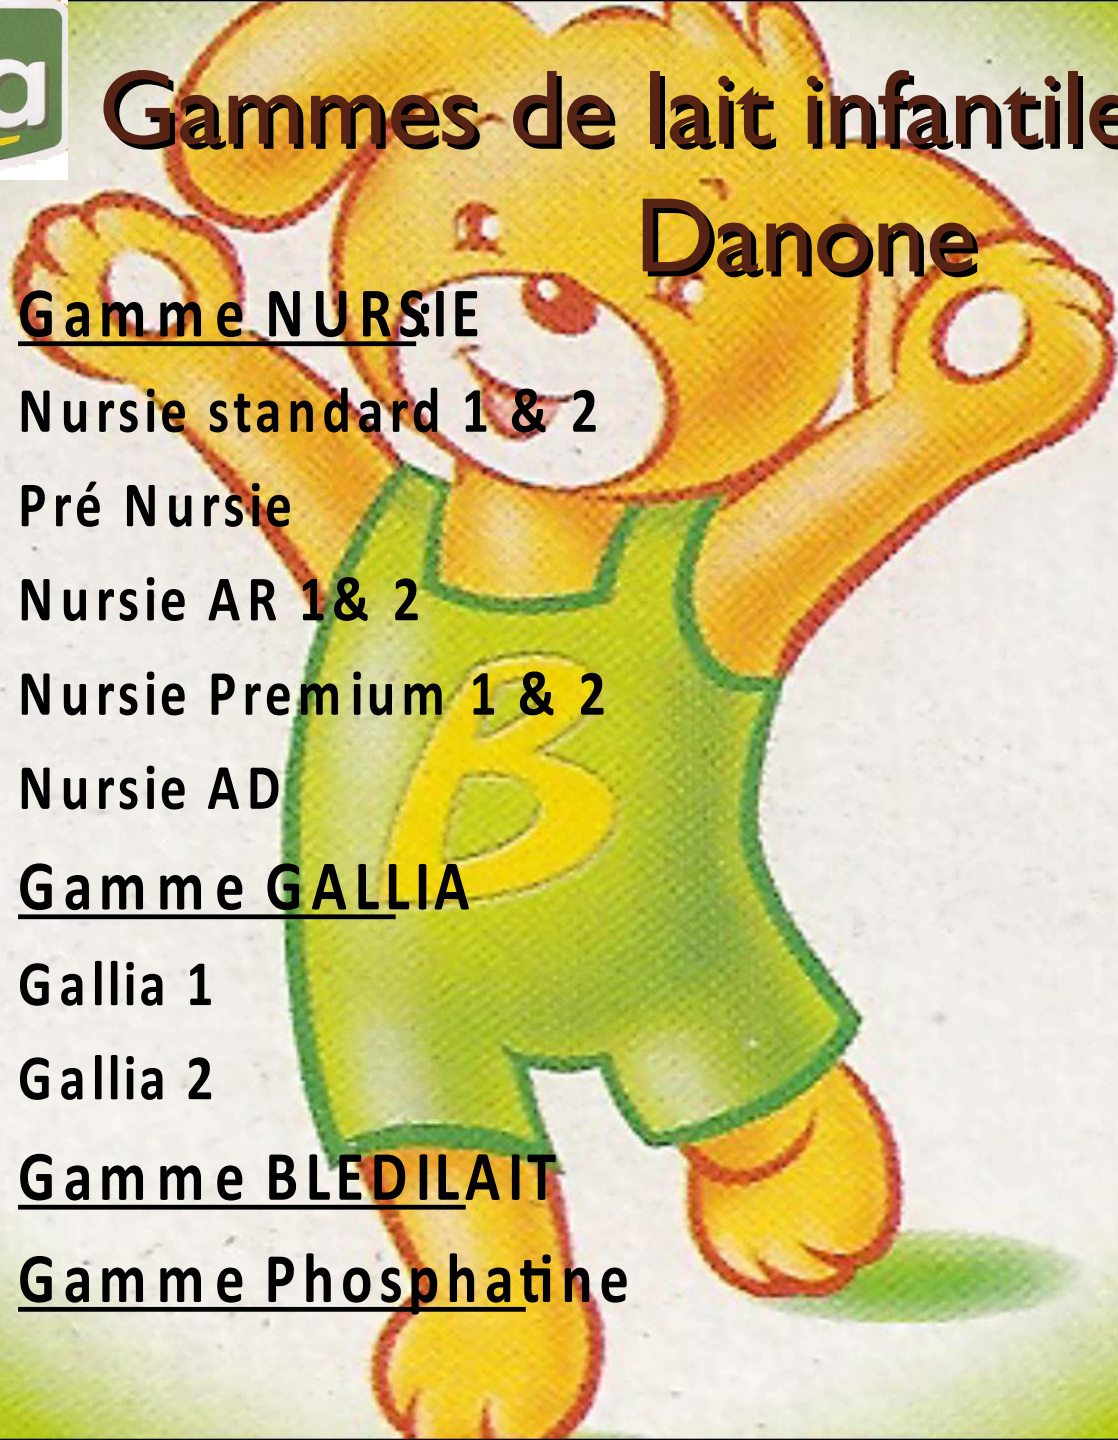 a
Gammes de lait infantile
Danone
Gamme NURSIE:
Nursie standard 1 & 2
Pré Nursie
Nursie AR 1& 2
Nursie Premium 1 & 2
Nursie AD
Gamme GALLIA
Gallia 1
Gallia 2
Gamme BLEDILAIT
Gamme Phosphatine
B